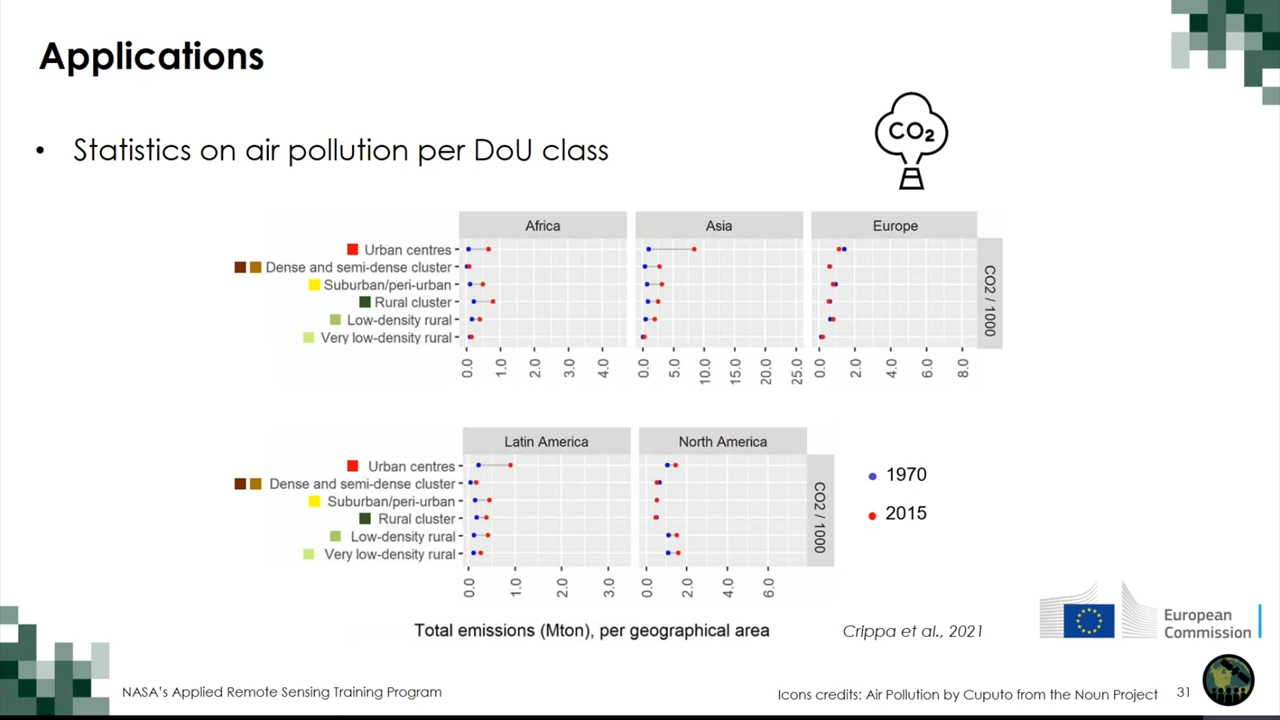 Applications
• Statistics on air pollution per DoU class
CO2
Africa
Asia
Europe
Urban centres
Dense and semi-dense cluster
Suburban/peri-urban
Rural cluster
Low-density rural
Very low-density rural
CO2 / 1000
0.0 1.0 2.0 3.0 4.0
0.0 5.0 10.0 15.0 20.0 25.0
0.0 2.0 4.0 6.0 8.0
Latin America
North America
Urban centres
Dense and semi-dense cluster
Suburban/peri-urban
Rural cluster
Low-density rural
Very low-density rural
CO2 / 1000
0.0 1.0 2.0 3.0
0.0 2.0 4.0 6.0
1970
2015
Total emissions (Mton), per geographical area
Crippa et al., 2021
European
Commission
NASA's Applied Remote Sensing Training Program
Icons credits: Air Pollution by Cuputo from the Noun Project
31